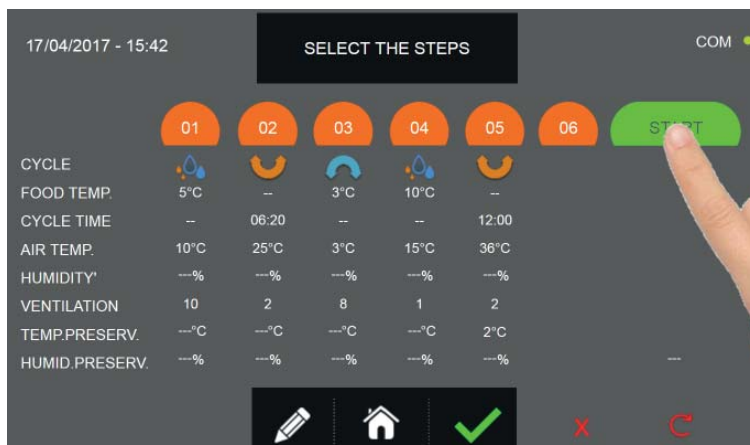 17/04/2017 - 15:42 SELECT THE STEPS COM
01 02 03 04 05 06 START
CYCLE
FOOD TEMP. 5°C -- 3°C 10°C --
CYCLE TIME -- 06:20 -- -- 12:00
AIR TEMP. 10°C 25°C 3°C 15°C 36°C
HUMIDITY' ---% ---% ---% ---% ---%
VENTILATION 10 2 8 1 2
TEMP.PRESERV. ---°C ---°C ---°C ---°C 2°C
HUMID.PRESERV. ---% ---% ---% ---% ---% ---
X